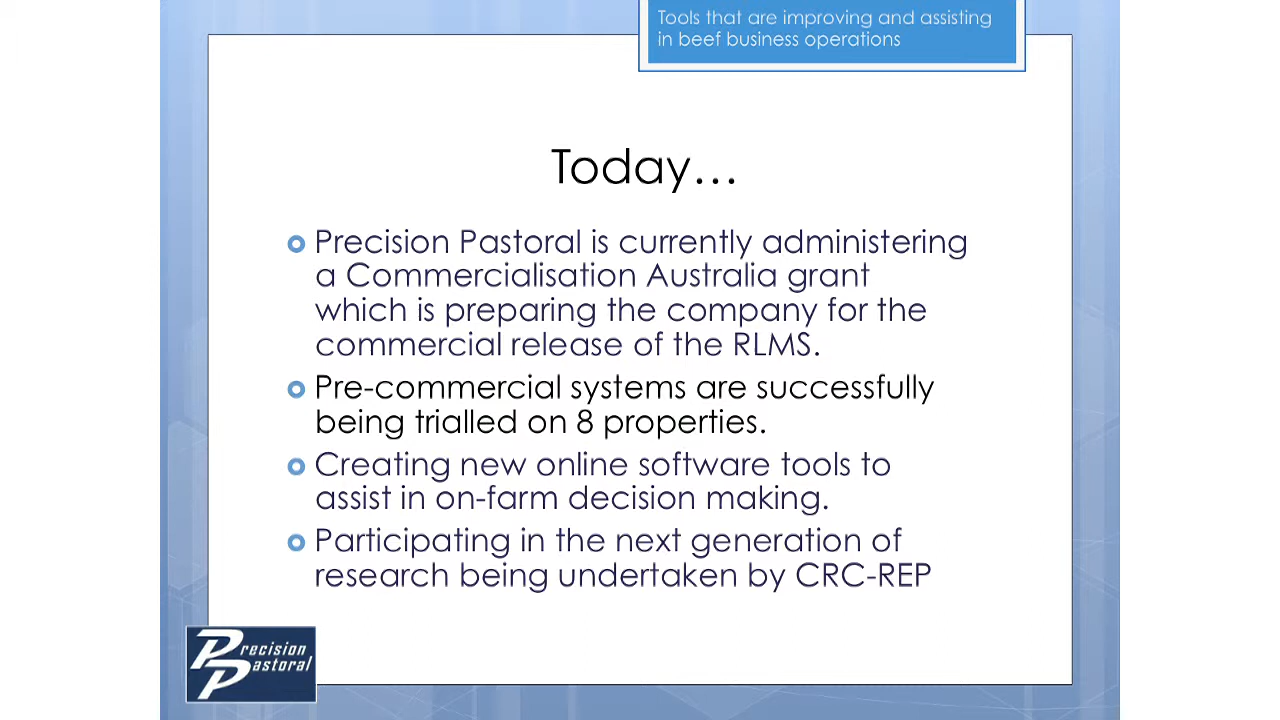 Tools that are improving and assisting
in beef business operations
Today…
Precision Pastoral is currently administering
a Commercialisation Australia grant
which is preparing the company for the
commercial release of the RLMS.
Pre-commercial systems are successfully
being trialled on 8 properties.
Creating new online software tools to
assist in on-farm decision making.
Participating in the next generation of
research being undertaken by CRC-REP
Precision
Pastoral